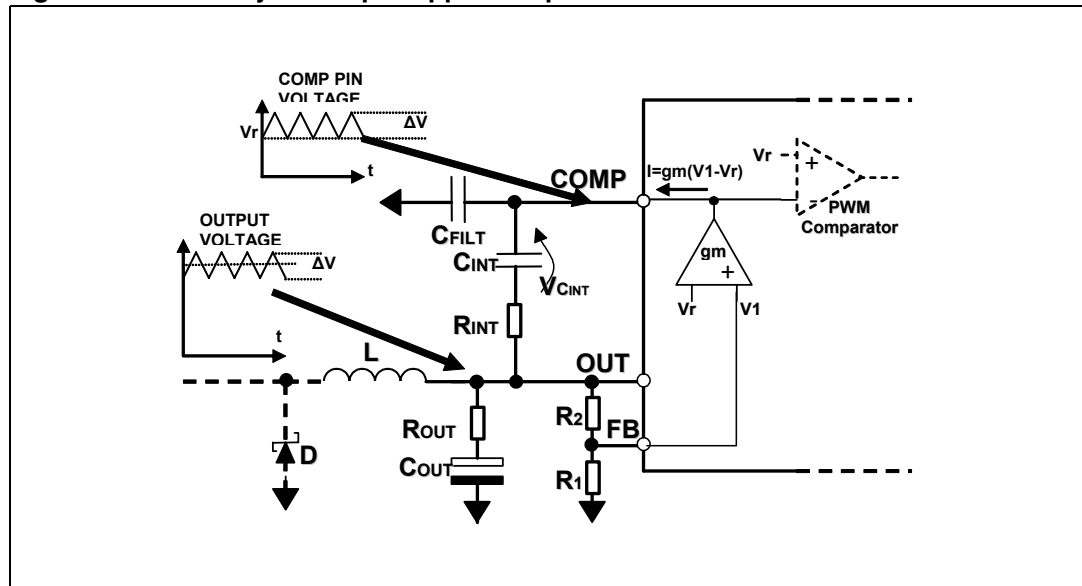 COMP PIN
VOLTAGE
Vr
ΔV
t
OUTPUT
VOLTAGE
ΔV
t
COMP
I=gm(V1-Vr)
Vr
+
-
PWM
Comparator
gm
+
Vr
V1
CFILT
CINT
VCINT
RINT
L
OUT
R2
FB
ROUT
COUT
D
R1